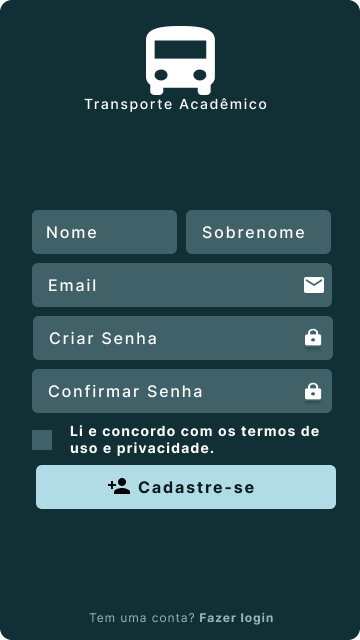 Transporte Acadêmico
Nome
Sobrenome
Email
Criar Senha
Confirmar Senha
Li e concordo com os termos de
uso e privacidade.
Cadastre-se
Tem uma conta? Fazer login